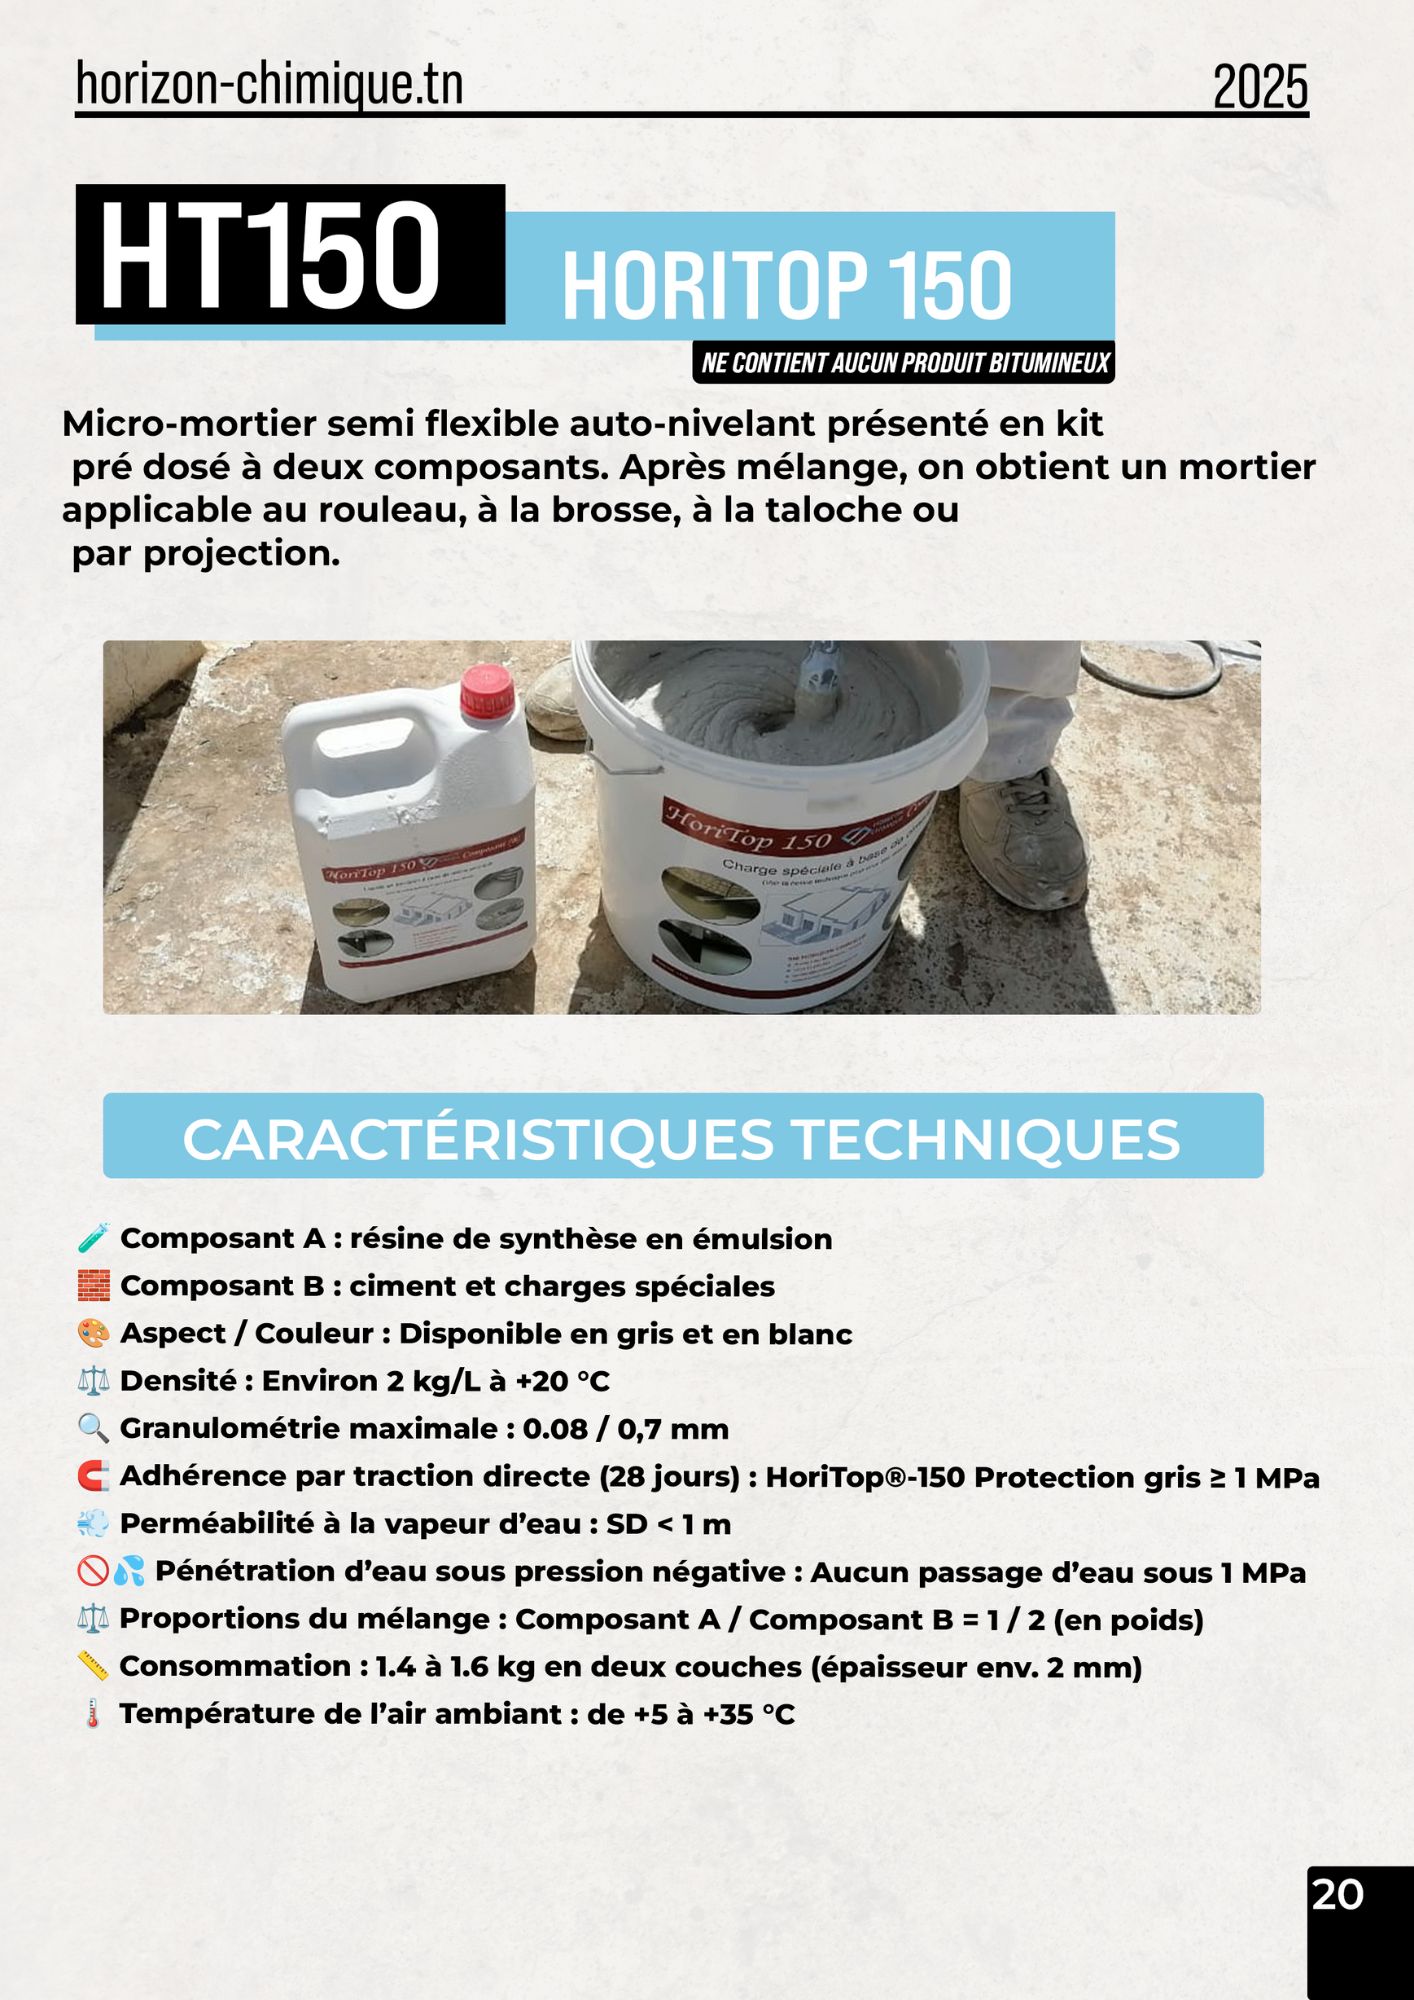 horizon-chimique.tn
2025
HT150
HORITOP 150
NE CONTIENT AUCUN PRODUIT BITUMINEUX
Micro-mortier semi flexible auto-nivelant présenté en kit
pré dosé à deux composants. Après mélange, on obtient un mortier
applicable au rouleau, à la brosse, à la taloche ou
par projection.
HoriTop 150
HoriTop 150
Charge spéciale à base de
CARACTÉRISTIQUES TECHNIQUES
Composant A : résine de synthèse en émulsion
Composant B : ciment et charges spéciales
Aspect / Couleur : Disponible en gris et en blanc
Densité : Environ 2 kg/L à +20 °C
Granulométrie maximale : 0.08 / 0,7 mm
Adhérence par traction directe (28 jours) : HoriTop®-150 Protection gris ≥ 1 MPa
Perméabilité à la vapeur d’eau : SD < 1 m
Pénétration d’eau sous pression négative : Aucun passage d’eau sous 1 MPa
Proportions du mélange : Composant A / Composant B = 1 / 2 (en poids)
Consommation : 1.4 à 1.6 kg en deux couches (épaisseur env. 2 mm)
Température de l’air ambiant : de +5 à +35 °C
20